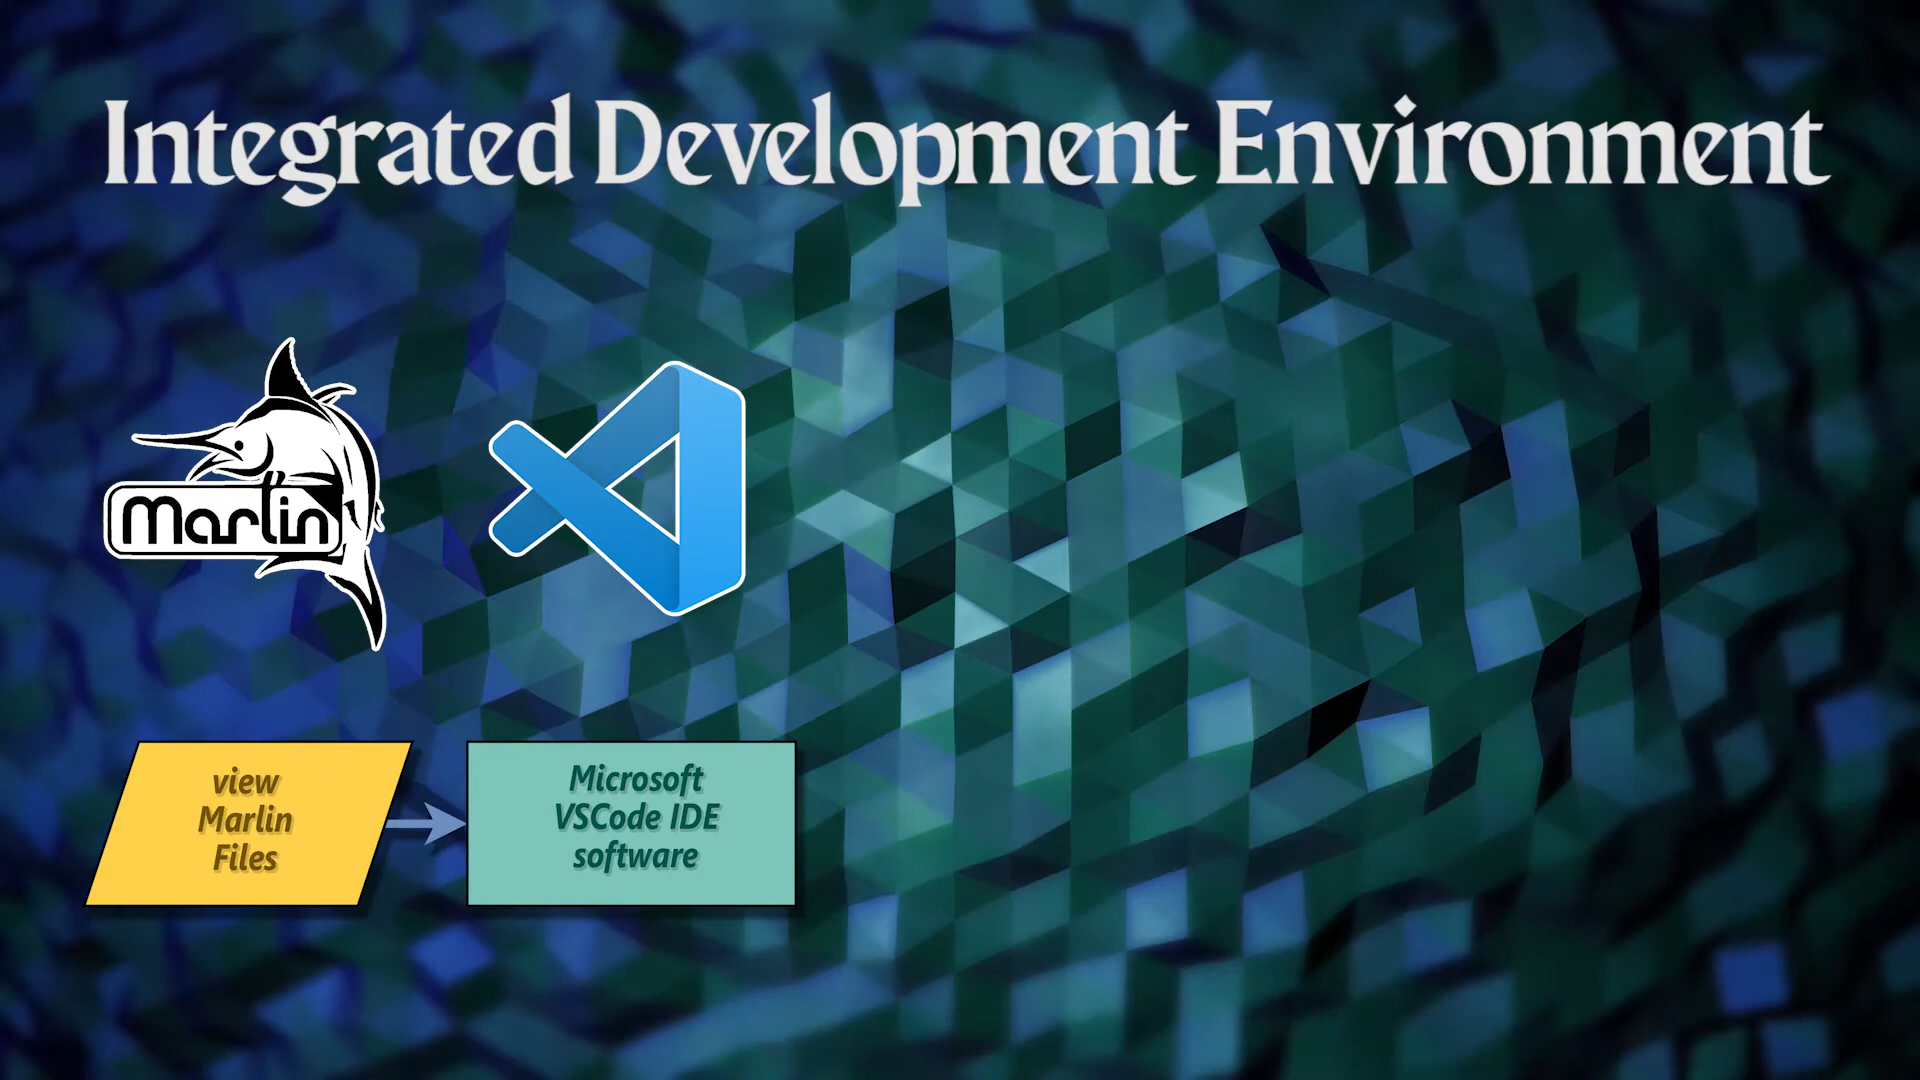 Integrated Development Environment
Marlin
view
Marlin
Files
Microsoft
VSCode IDE
software